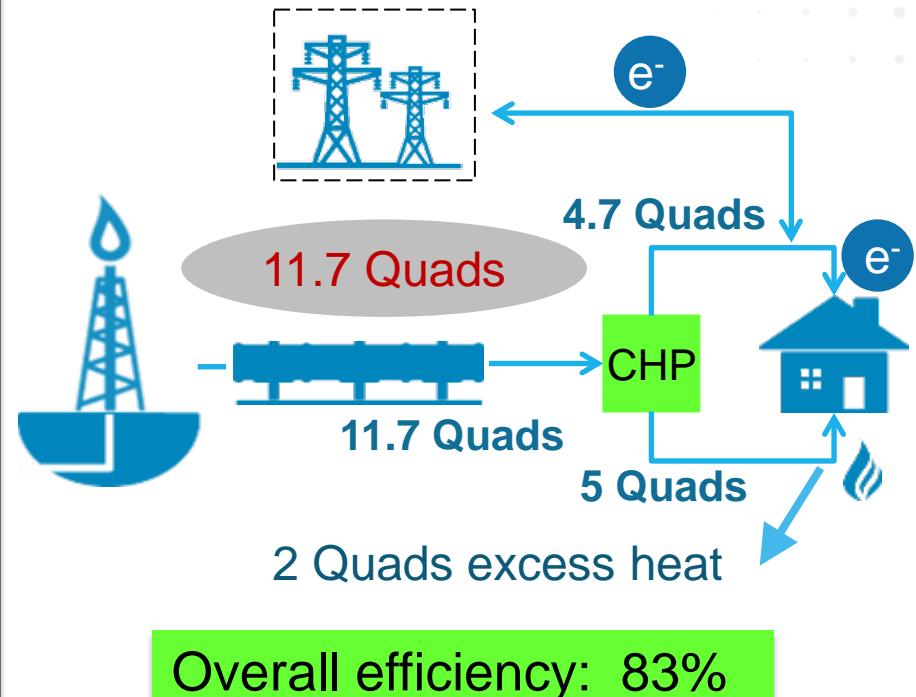 e-
4.7 Quads
e-
11.7 Quads
CHP
11.7 Quads
5 Quads
2 Quads excess heat
Overall efficiency: 83%